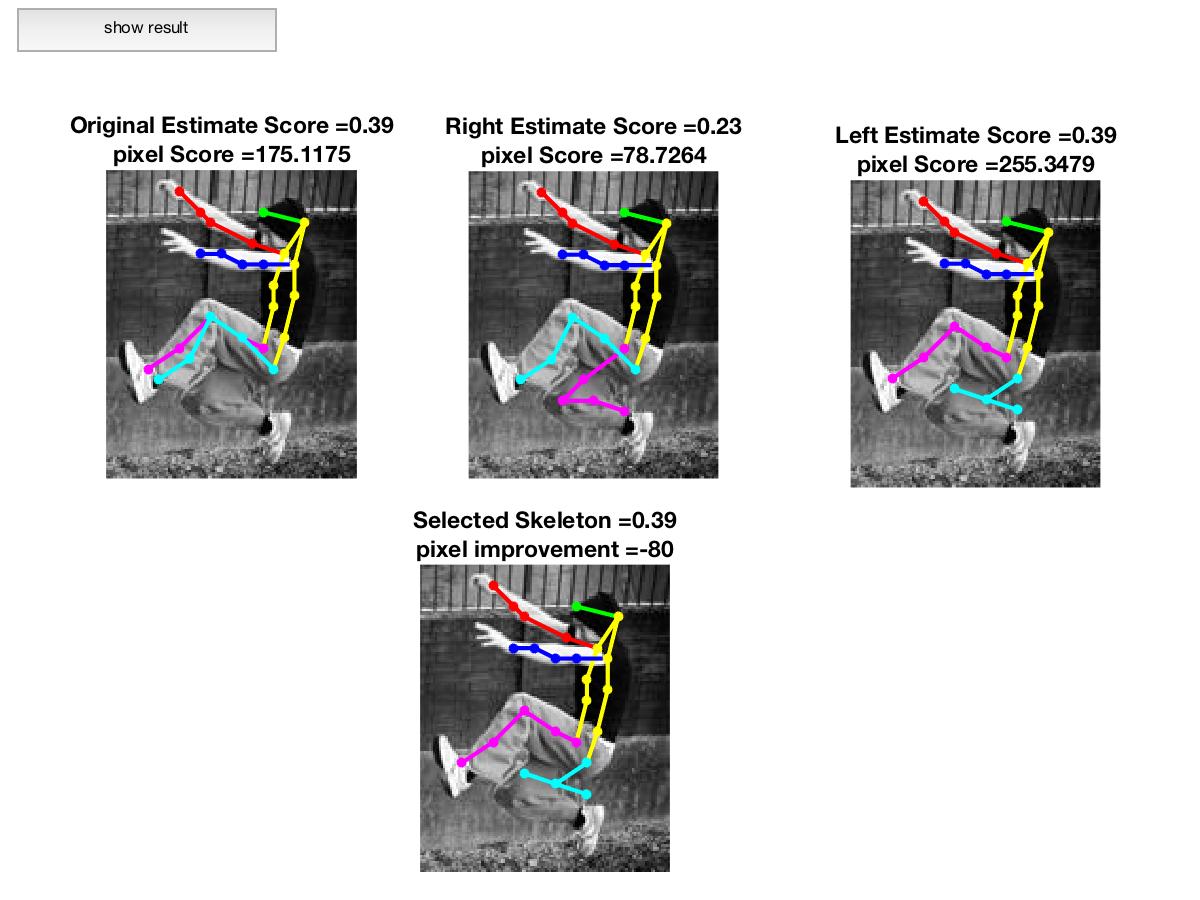 show result
Original Estimate Score =0.39
pixel Score =175.1175
Right Estimate Score =0.23
pixel Score =78.7264
Left Estimate Score =0.39
pixel Score =255.3479
Selected Skeleton =0.39
pixel improvement =-80